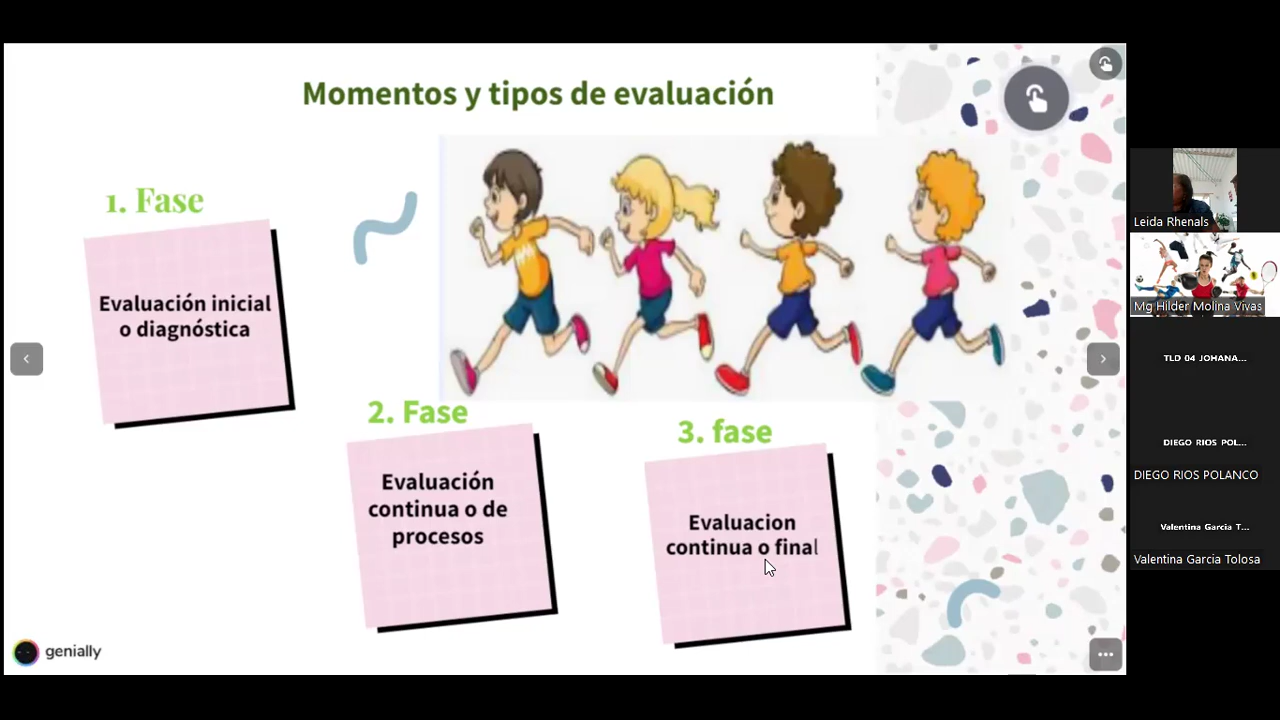 Momentos y tipos de evaluación
1. Fase
Evaluación inicial
o diagnóstica
2. Fase
Evaluación
continua o de
procesos
3. fase
Evaluacion
continua o final
genially
Leida Rhenals
Mg Hilder Molina Vivas
TLD 04 JOHANA...
DIEGO RIOS POL...
DIEGO RIOS POLANCO
Valentina Garcia T...
Valentina Garcia Tolosa